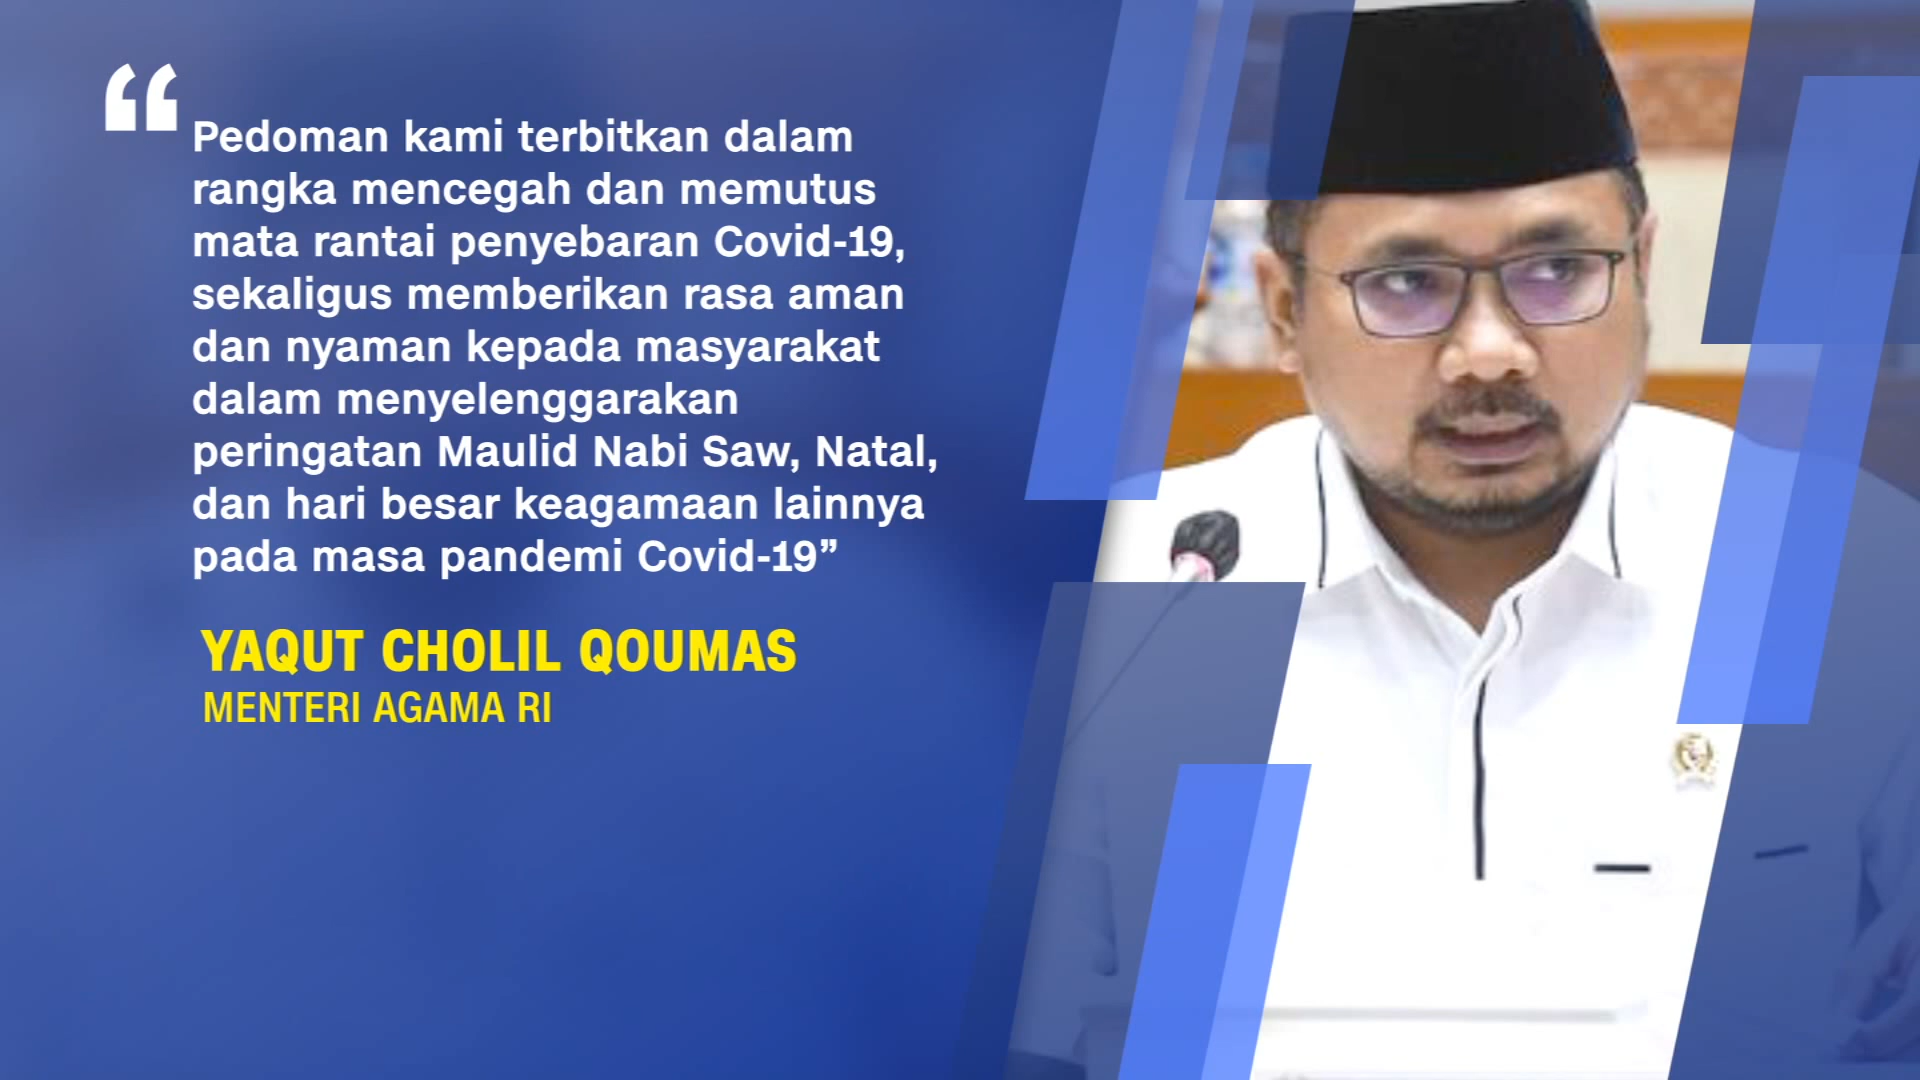 “Pedoman kami terbitkan dalam
rangka mencegah dan memutus
mata rantai penyebaran Covid-19,
sekaligus memberikan rasa aman
dan nyaman kepada masyarakat
dalam menyelenggarakan
peringatan Maulid Nabi Saw, Natal,
dan hari besar keagamaan lainnya
pada masa pandemi Covid-19”
YAQUT CHOLIL QOUMAS
MENTERI AGAMA RI